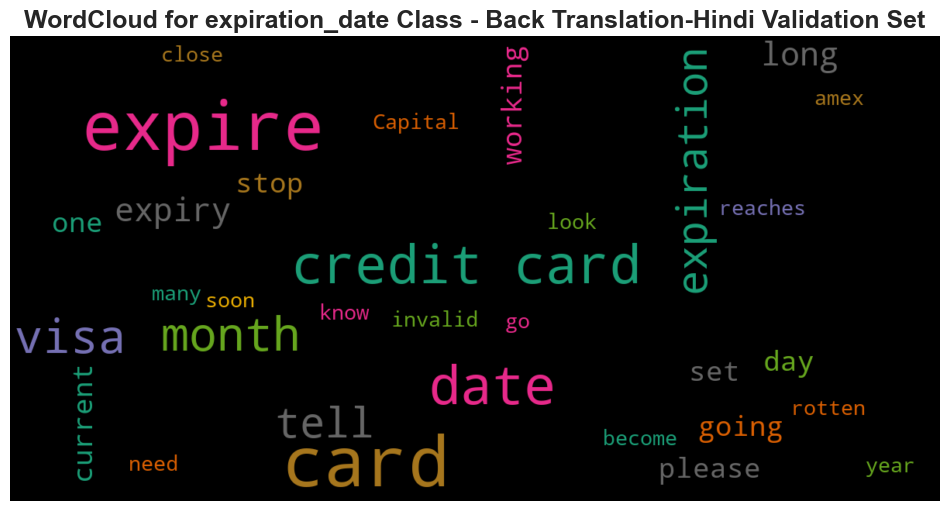 WordCloud for expiration_date Class - Back Translation-Hindi Validation Set
close
working
expiration
long
expire
Capital
amex
stop
one
expiry
look
reaches
credit card
many
soon
know
invalid
go
visa
month
current
date
set
day
tell
rotten
become
going
need
card
please
year